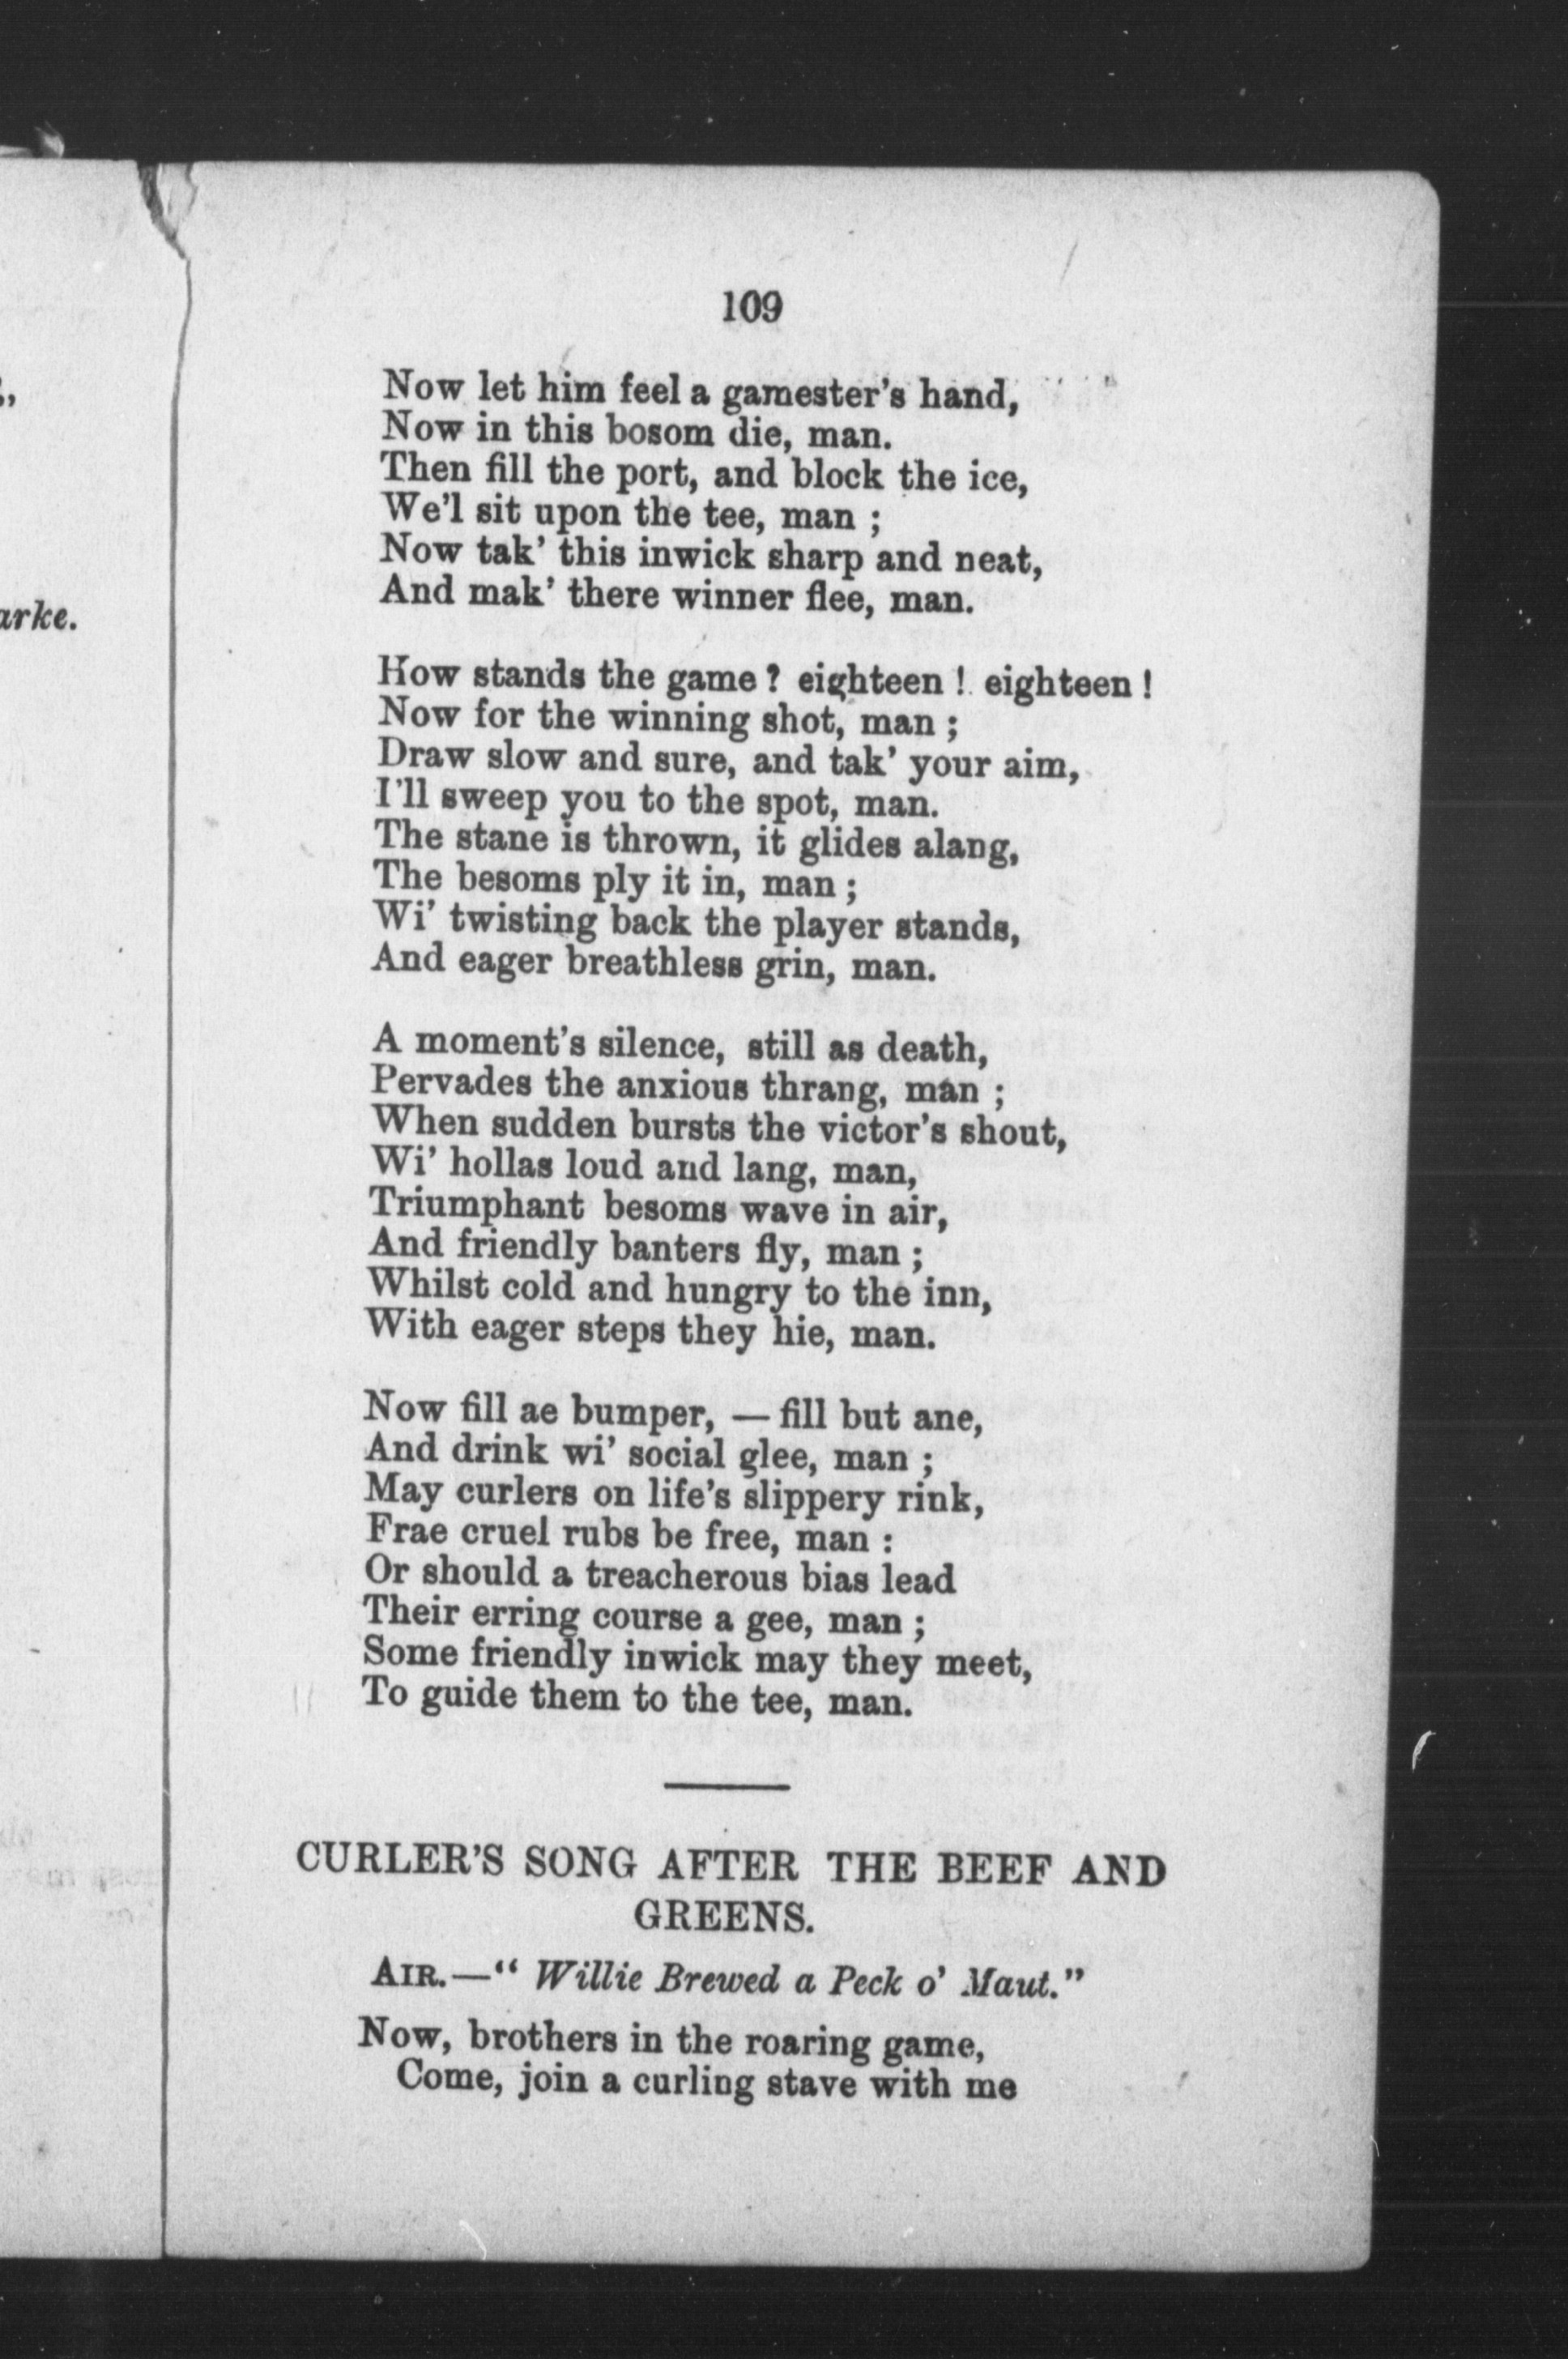 109
Now let him feel a gamester's hand,
Now in this bosom die, man.
Then fill the port, and block the ice,
We'l sit upon the tee, man ;
Now tak' this inwick sharp and neat,
And mak' there winner flee, man.
How stands the game ? eighteen ! eighteen !
Now for the winning shot, man ;
Draw slow and sure, and tak' your aim,
I'll sweep you to the spot, man.
The stane is thrown, it glides alang,
The besoms ply it in, man ;
Wi' twisting back the player stands,
And eager breathless grin, man.
A moment's silence, still as death,
Pervades the anxious thrang, man ;
When sudden bursts the victor's shout,
Wi' hollas loud and lang, man,
Triumphant besoms wave in air,
And friendly banters fly, man ;
Whilst cold and hungry to the inn,
With eager steps they hie, man.
Now fill ae bumper, — fill but ane,
And drink wi' social glee, man ;
May curlers on life's slippery rink,
Frae cruel rubs be free, man :
Or should a treacherous bias lead
Their erring course a gee, man ;
Some friendly inwick may they meet,
To guide them to the tee, man.
CURLER'S SONG AFTER THE BEEF AND
GREENS.
AIR.—“ Willie Brewed a Peck o' Maut.”
Now, brothers in the roaring game,
Come, join a curling stave with me